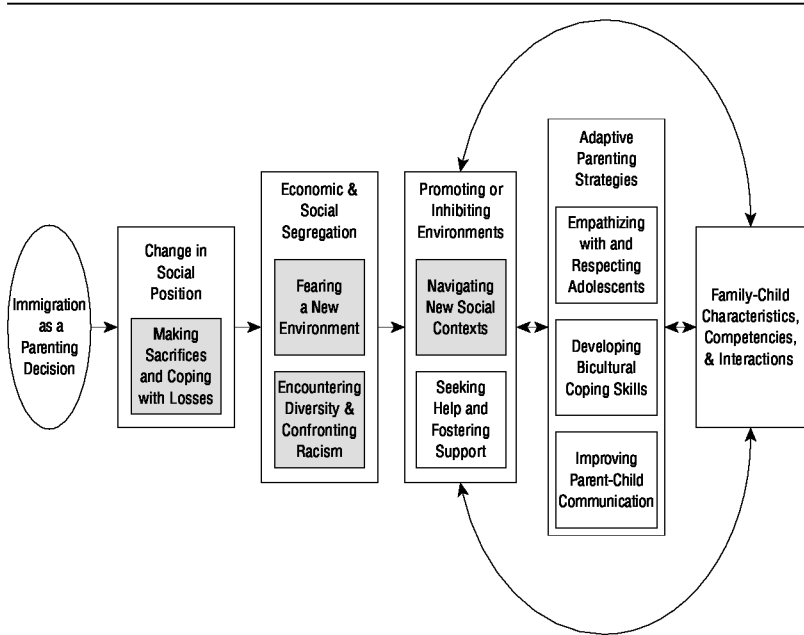 Immigration
as a
Parenting
Decision
Change in
Social
Position
Making
Sacrifices
and Coping
with Losses
Economic &
Social
Segregation
Fearing
a New
Environment
Encountering
Diversity &
Confronting
Racism
Promoting or
Inhibiting
Environments
Navigating
New Social
Contexts
Seeking
Help and
Fostering
Support
Adaptive
Parenting
Strategies
Empathizing
with and
Respecting
Adolescents
Developing
Bicultural
Coping Skills
Improving
Parent-Child
Communication
Family-Child
Characteristics,
Competencies,
& Interactions